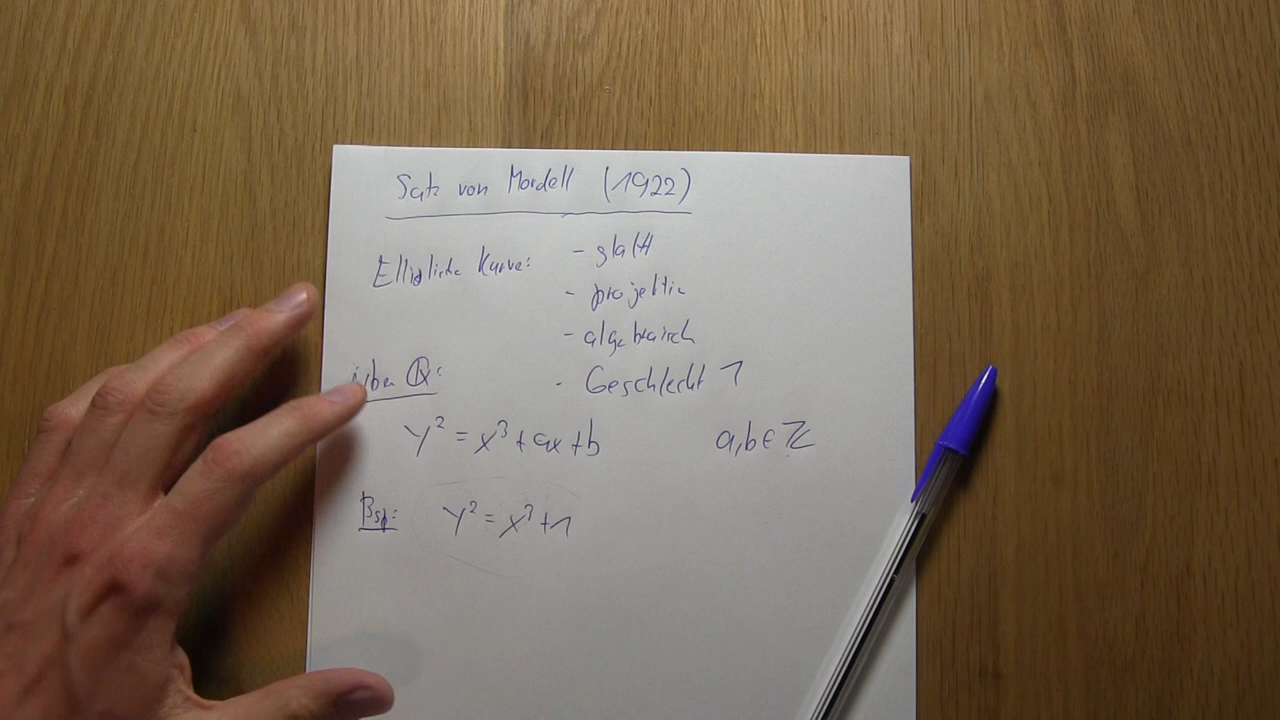 Satz von Mordell (1922)
Elliptische Kurve: - glatt
- projektiv
- algebraisch
- Geschlecht 1
über Q:
y² = x³ + ax + b a,b ∈ ℤ
Bsp: y² = x³ + 1